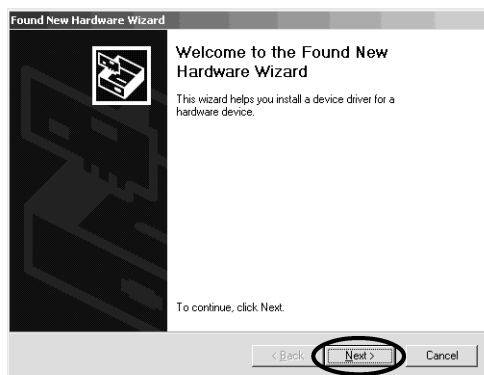 Found New Hardware Wizard
Welcome to the Found New
Hardware Wizard
This wizard helps you install a device driver for a
hardware device.
To continue, click Next.
< Back
Next >
Cancel